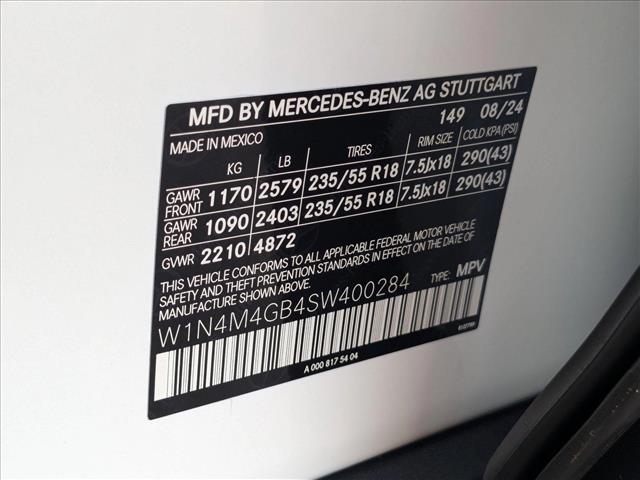 MFD BY MERCEDES-BENZ AG STUTTGART
149 08/24
MADE IN MEXICO
KG LB TIRES RIM SIZE COLD KPA (PSI)
GAWR FRONT 1170 2579 235/55 R18 7.5Jx18 290(43)
GAWR REAR 1090 2403 235/55 R18 7.5Jx18 290(43)
GVWR 2210 4872
THIS VEHICLE CONFORMS TO ALL APPLICABLE FEDERAL MOTOR VEHICLE
SAFETY AND THEFT PREVENTION STANDARDS IN EFFECT ON THE DATE OF
MANUFACTURE SHOWN ABOVE.
TYPE: MPV
W1N4M4GB4SW400284
A 000 817 54 04